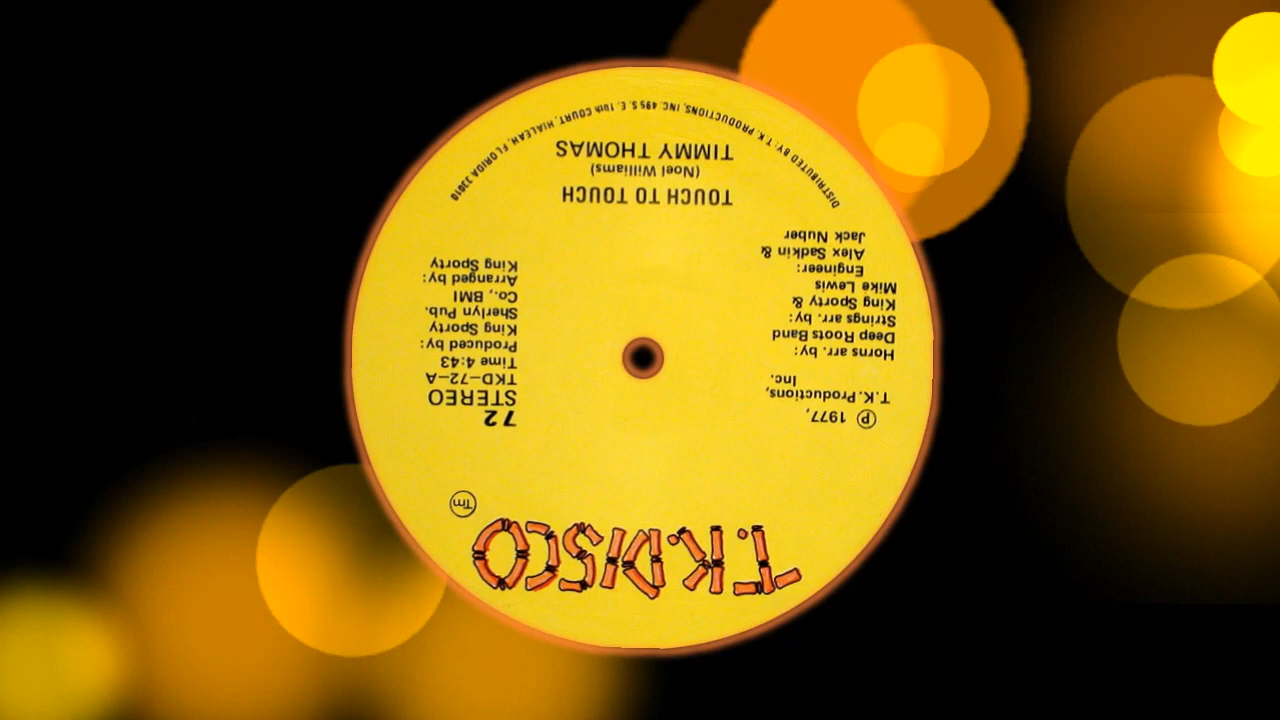 T.K.DISCO
Tm
℗ 1977,
T.K.Productions,
Inc.
Horns arr. by:
Deep Roots Band
Strings arr. by:
King Sporty &
Mike Lewis
Engineer:
Alex Sadkin &
Jack Nuber
72
STEREO
TKD-72-A
Time 4:43
Produced by:
King Sporty
Sherlyn Pub.
Co., BMI
Arranged by:
King Sporty
TOUCH TO TOUCH
(Noel Williams)
TIMMY THOMAS
DISTRIBUTED BY: T.K. PRODUCTIONS, INC. 495 S. E. 10th COURT, HIALEAH, FLORIDA 33010